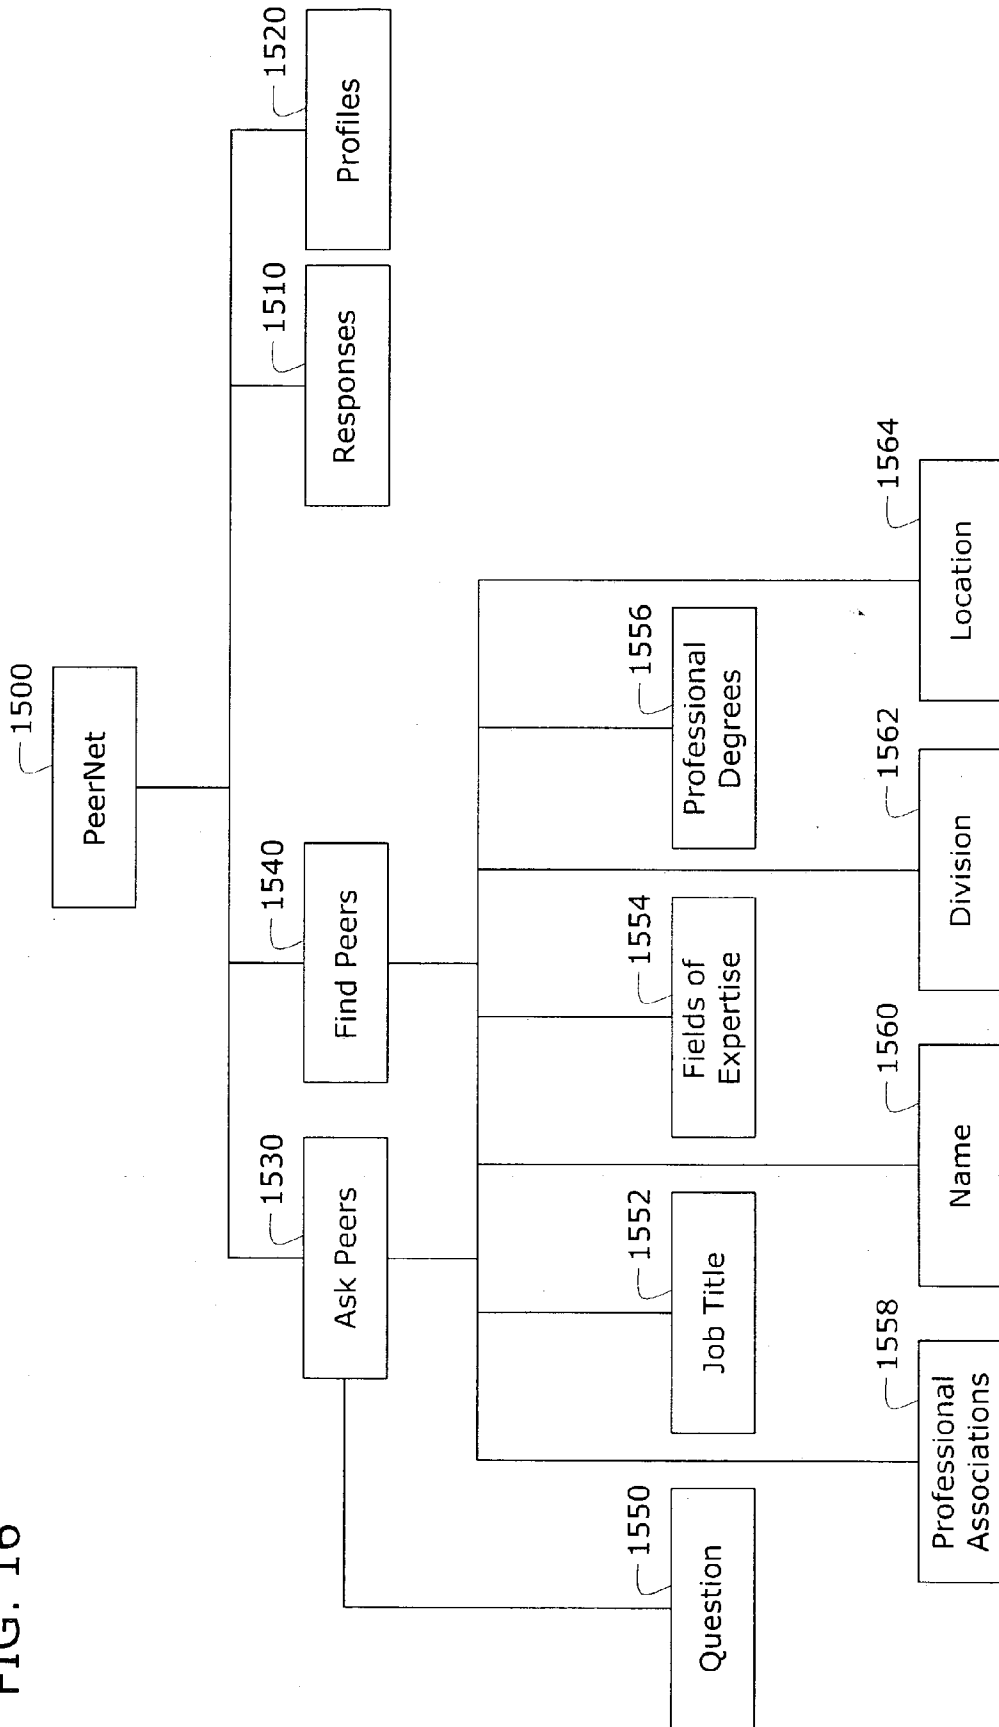 FIG. 16
1500
PeerNet
1530
Ask Peers
1540
Find Peers
1510
Responses
1520
Profiles
1550
Question
1552
Job Title
1554
Fields of
Expertise
1556
Professional
Degrees
1558
Professional
Associations
1560
Name
1562
Division
1564
Location